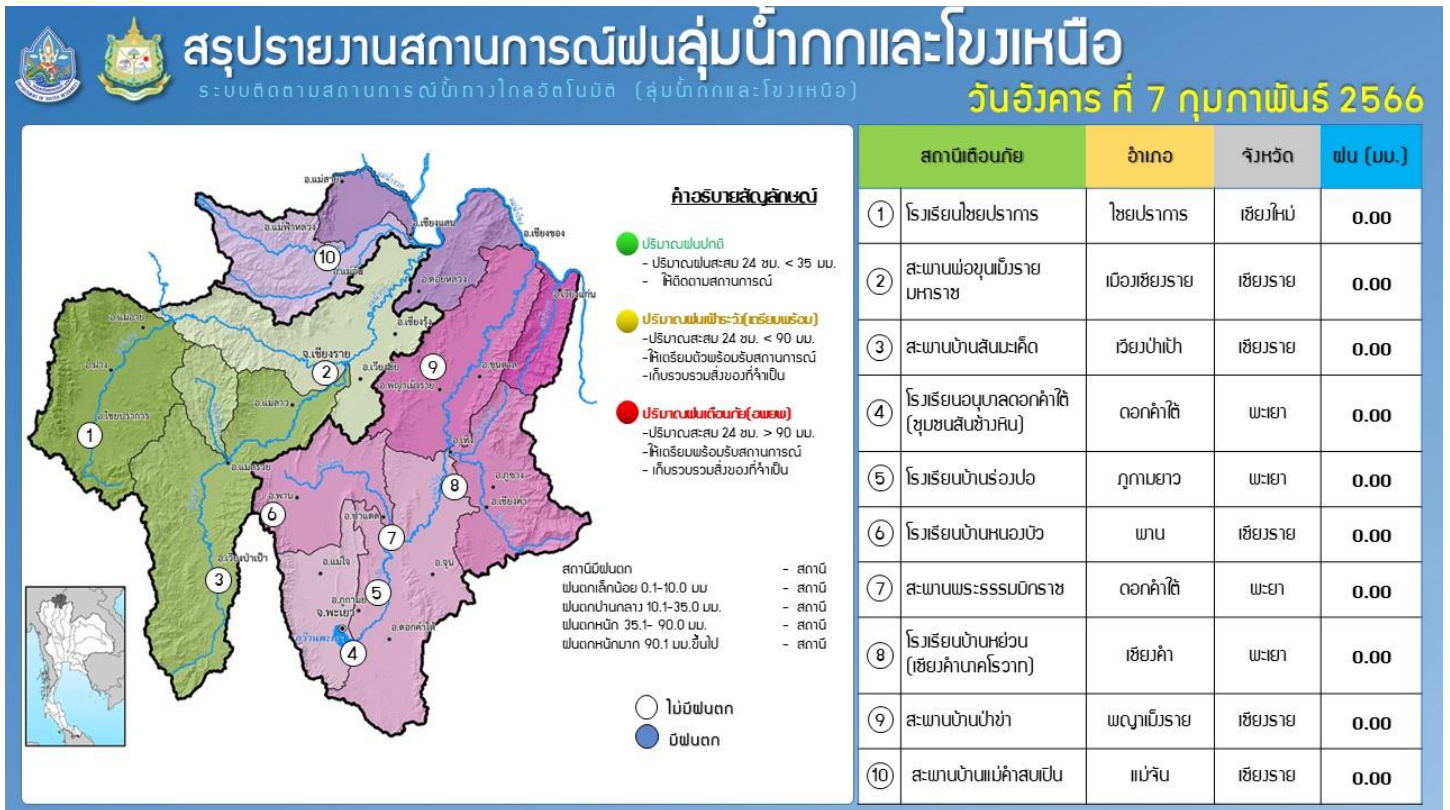 สรุปรายงานสถานการณ์ฝนลุ่มน้ำกกและโขงเหนือ
ระบบติดตามสถานการณ์น้ำทางไกลอัตโนมัติ (ลุ่มน้ำกกและโขงเหนือ)
วันอังคาร ที่ 7 กุมภาพันธ์ 2566
คำอธิบายสัญลักษณ์
ปริมาณฝนปกติ
- ปริมาณฝนสะสม 24 ชม. < 35 มม.
- ให้ติดตามสถานการณ์
ปริมาณฝนเฝ้าระวัง(เตรียมพร้อม)
-ปริมาณสะสม 24 ชม. < 90 มม.
-ให้เตรียมตัวพร้อมรับสถานการณ์
-เก็บรวบรวมสิ่งของที่จำเป็น
ปริมาณฝนเตือนภัย(อพยพ)
-ปริมาณสะสม 24 ชม. > 90 มม.
-ให้เตรียมพร้อมรับสถานการณ์
- เก็บรวบรวมสิ่งของที่จำเป็น
อ.แม่สาย
อ.แม่ฟ้าหลวง
อ.เชียงแสน
อ.เชียงของ
10
อ.แม่จัน
อ.ดอยหลวง
อ.เวียงแก่น
อ.แม่อาย
อ.เชียงรุ้ง
จ.เชียงราย
2
อ.เวียงชัย
9
อ.ขุนตาล
อ.พญาเม็งราย
อ.ฝาง
อ.ไชยปราการ
1
อ.แม่ลาว
อ.เทิง
อ.แม่สรวย
8
อ.ภูซาง
อ.เชียงคำ
อ.พาน
6
อ.ป่าแดด
7
อ.เวียงป่าเป้า
3
อ.แม่ใจ
อ.จุน
5
อ.ภูกามยาว
จ.พะเยา
กว๊านพะเยา
อ.ดอกคำใต้
4
สถานีมีฝนตก - สถานี
ฝนตกเล็กน้อย 0.1-10.0 มม - สถานี
ฝนตกปานกลาง 10.1-35.0 มม. - สถานี
ฝนตกหนัก 35.1- 90.0 มม. - สถานี
ฝนตกหนักมาก 90.1 มม.ขึ้นไป - สถานี
ไม่มีฝนตก
มีฝนตก
สถานีเตือนภัย อำเภอ จังหวัด ฝน (มม.)
1 โรงเรียนไชยปราการ ไชยปราการ เชียงใหม่ 0.00
2 สะพานพ่อขุนเม็งราย
มหาราช เมืองเชียงราย เชียงราย 0.00
3 สะพานบ้านสันมะเค็ด เวียงป่าเป้า เชียงราย 0.00
4 โรงเรียนอนุบาลดอกคำใต้
(ชุมชนสันช้างหิน) ดอกคำใต้ พะเยา 0.00
5 โรงเรียนบ้านร่องปอ ภูกามยาว พะเยา 0.00
6 โรงเรียนบ้านหนองบัว พาน เชียงราย 0.00
7 สะพานพระธรรมมิกราช ดอกคำใต้ พะเยา 0.00
8 โรงเรียนบ้านหย่วน
(เชียงคำนาคโรวาท) เชียงคำ พะเยา 0.00
9 สะพานบ้านป่าข่า พญาเม็งราย เชียงราย 0.00
10 สะพานบ้านแม่คำสบเปิน แม่จัน เชียงราย 0.00